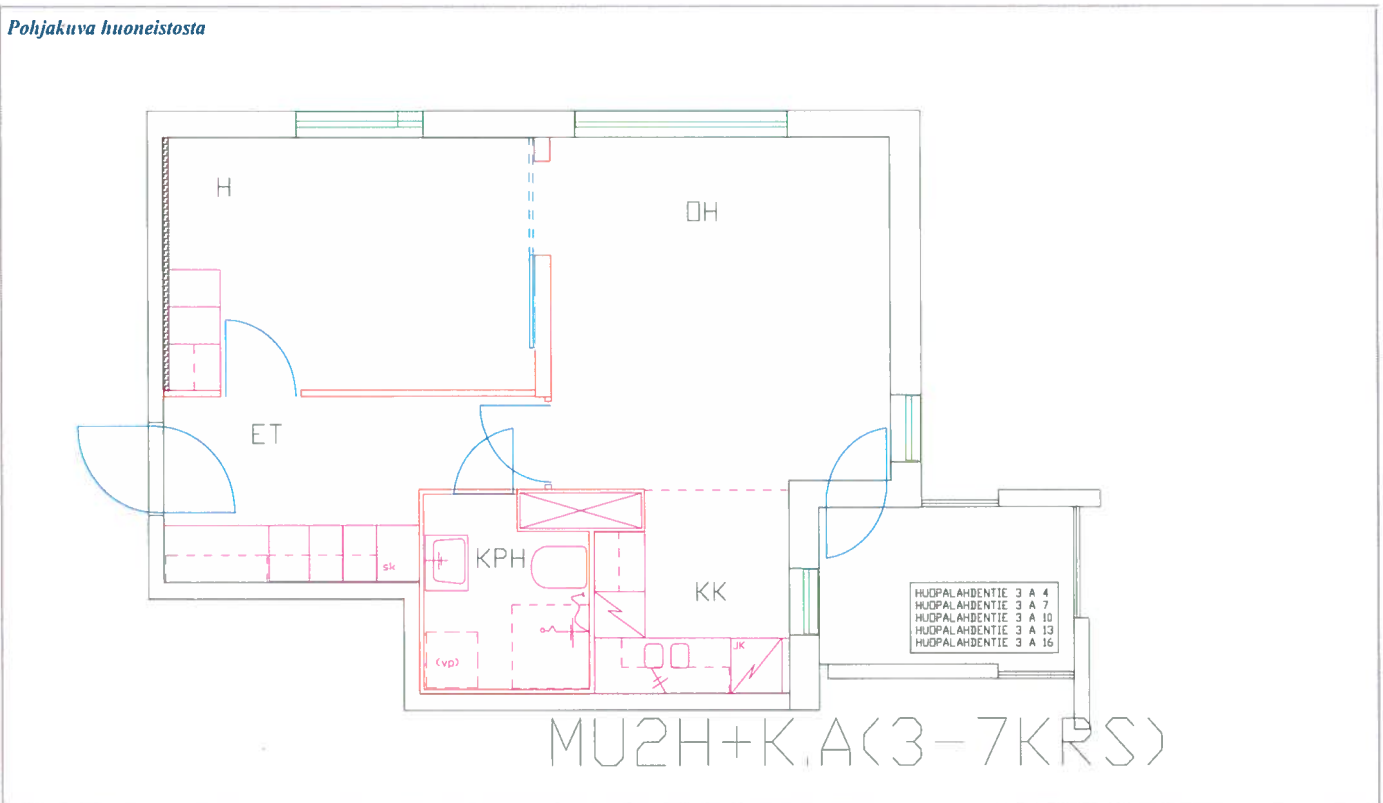 Pohjakuva huoneistosta
H
OH
ET
sk
KPH
KK
(vp)
JK
HUOPALAHDENTIE 3 A 4
HUOPALAHDENTIE 3 A 7
HUOPALAHDENTIE 3 A 10
HUOPALAHDENTIE 3 A 13
HUOPALAHDENTIE 3 A 16
MU2H+K.A(3-7KRS)